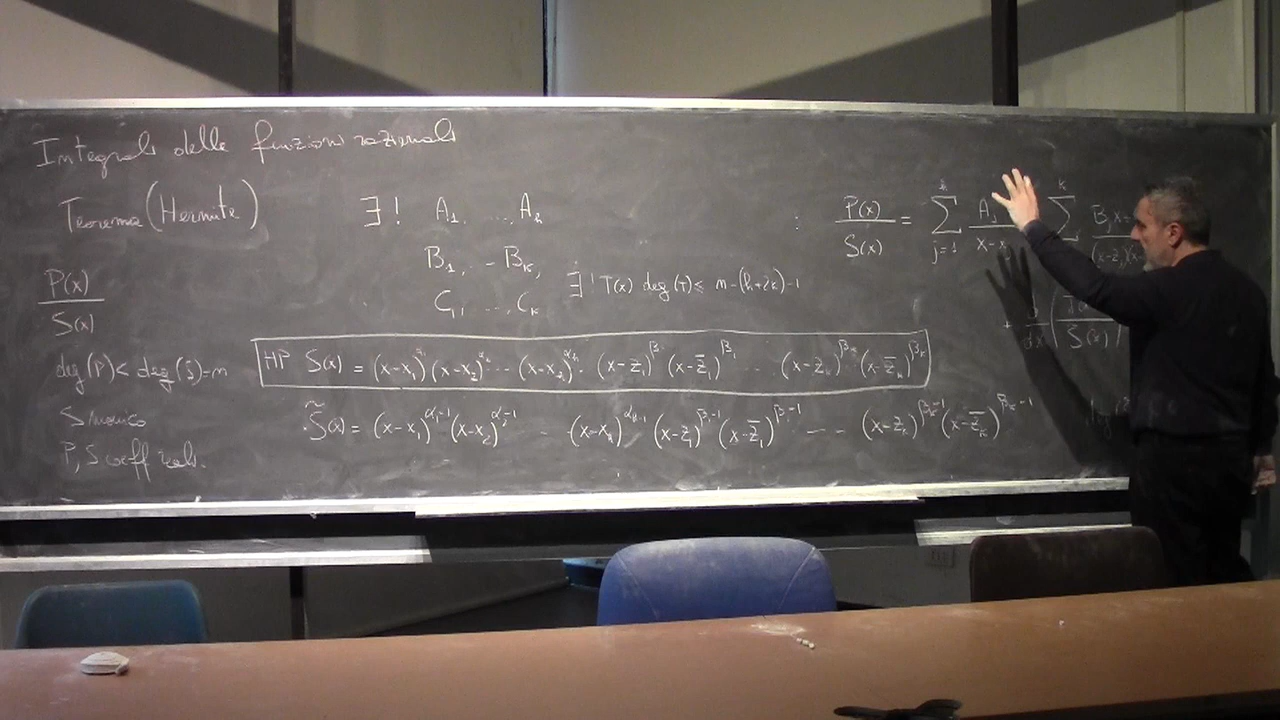 Integrali delle funzioni razionali
Teorema (Hermite)
∃! A₁, ..., Aₕ
B₁, ... Bₖ,
C₁, ..., Cₖ
∃! T(x) deg(T) ≤ n-(h+2k)-1
: P(x)/S(x) = Σ_{j=1}^{h} Aⱼ/(x-xⱼ) Σ^{k} Bⱼx+
+ d/dx
P(x)/S(x)
deg(P) < deg(S) = n
S monico
P, S coeff reali.
HP S(x) = (x-x₁)^{α₁} (x-x₂)^{α₂} ... (x-xₕ)^{αₕ} · (x-z₁)^{β₁} (x-z̄₁)^{β₁} ... (x-zₖ)^{βₖ} (x-z̄ₖ)^{βₖ}
S̃(x) = (x-x₁)^{α₁-1} (x-x₂)^{α₂-1} ... (x-xₕ)^{αₕ-1} (x-z₁)^{β₁-1} (x-z̄₁)^{β₁-1} ... (x-zₖ)^{βₖ-1} (x-z̄ₖ)^{βₖ-1}